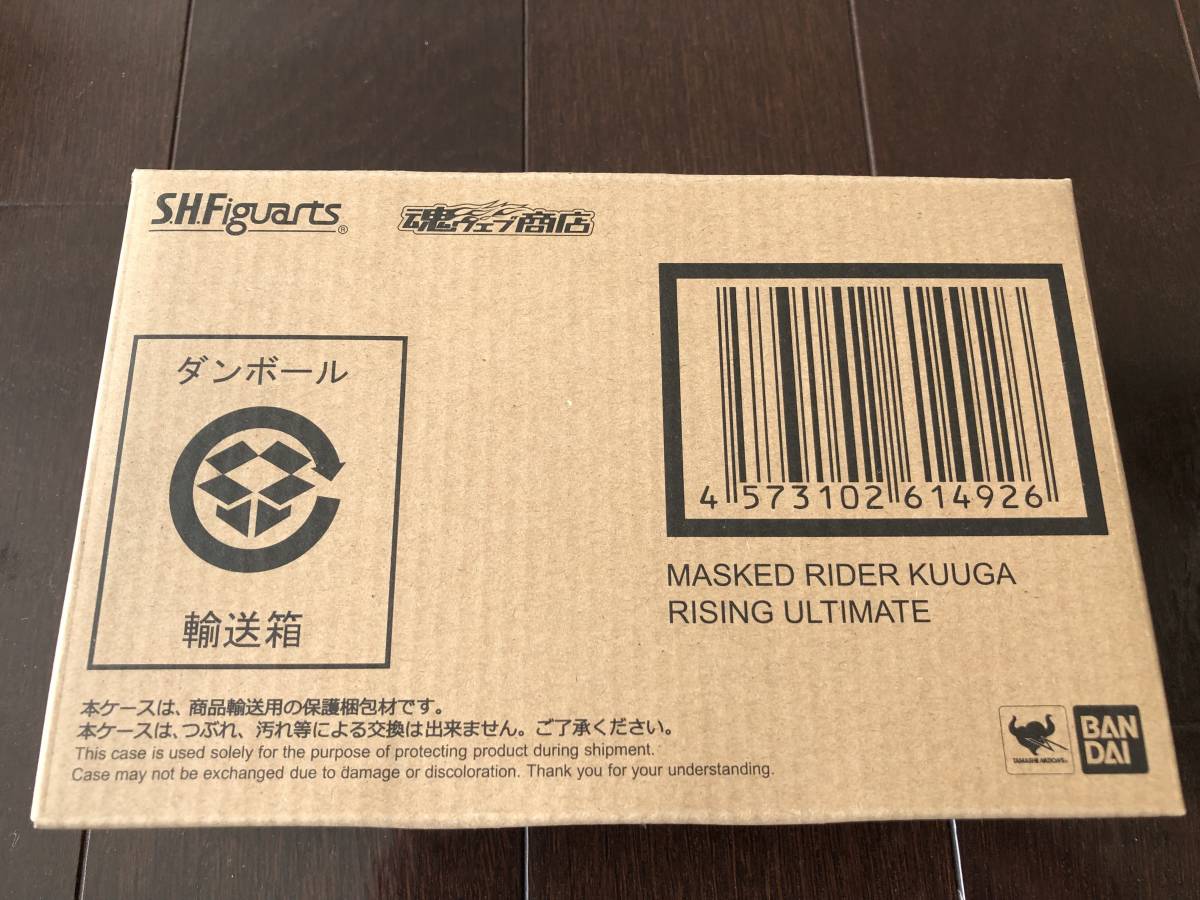 S.H.Figuarts®
魂ウェブ商店
ダンボール
輸送箱
4 573102 614926
MASKED RIDER KUUGA
RISING ULTIMATE
本ケースは、商品輸送用の保護梱包材です。
本ケースは、つぶれ、汚れ等による交換は出来ません。ご了承ください。
This case is used solely for the purpose of protecting product during shipment.
Case may not be exchanged due to damage or discoloration. Thank you for your understanding.
TAMASHII NATIONS
BAN
DAI